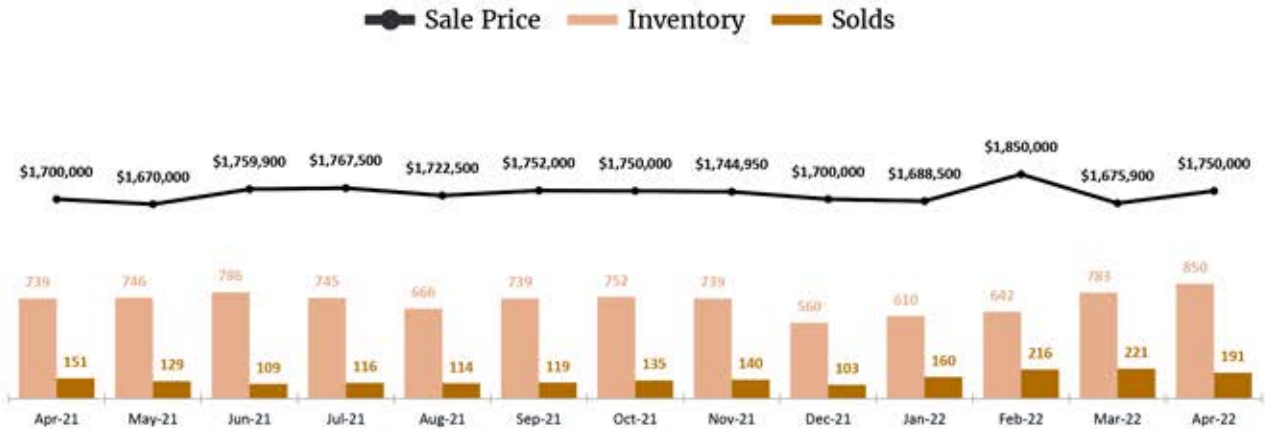 Sale Price Inventory Solds
$1,700,000 $1,670,000 $1,759,900 $1,767,500 $1,722,500 $1,752,000 $1,750,000 $1,744,950 $1,700,000 $1,688,500 $1,850,000 $1,675,900 $1,750,000
739 746 786 745 666 739 752 739 560 610 642 783 850
151 129 109 116 114 119 135 140 103 160 216 221 191
Apr-21 May-21 Jun-21 Jul-21 Aug-21 Sep-21 Oct-21 Nov-21 Dec-21 Jan-22 Feb-22 Mar-22 Apr-22